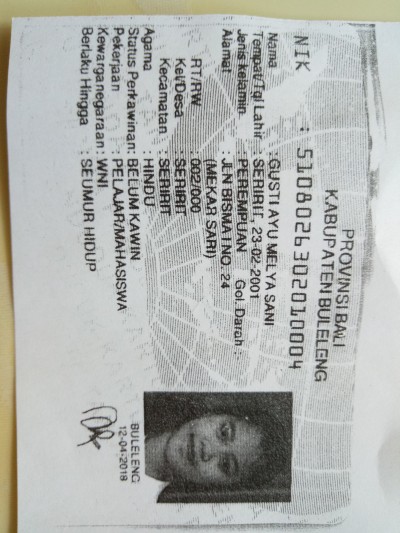 PROVINSI BALI
KABUPATEN BULELENG
NIK : 5108026302010004
Nama : GUSTI AYU MELYA SANI
Tempat/Tgl Lahir : SERIRIT, 23-02-2001
Jenis kelamin : PEREMPUAN Gol. Darah : -
Alamat : JLN BISMA I NO. 24
(MEKAR SARI)
RT/RW : 002/000
Kel/Desa : SERIRIT
Kecamatan : SERIRIT
Agama : HINDU
Status Perkawinan: BELUM KAWIN
Pekerjaan : PELAJAR/MAHASISWA
Kewarganegaraan: WNI
Berlaku Hingga : SEUMUR HIDUP
BULELENG
12-04-2018